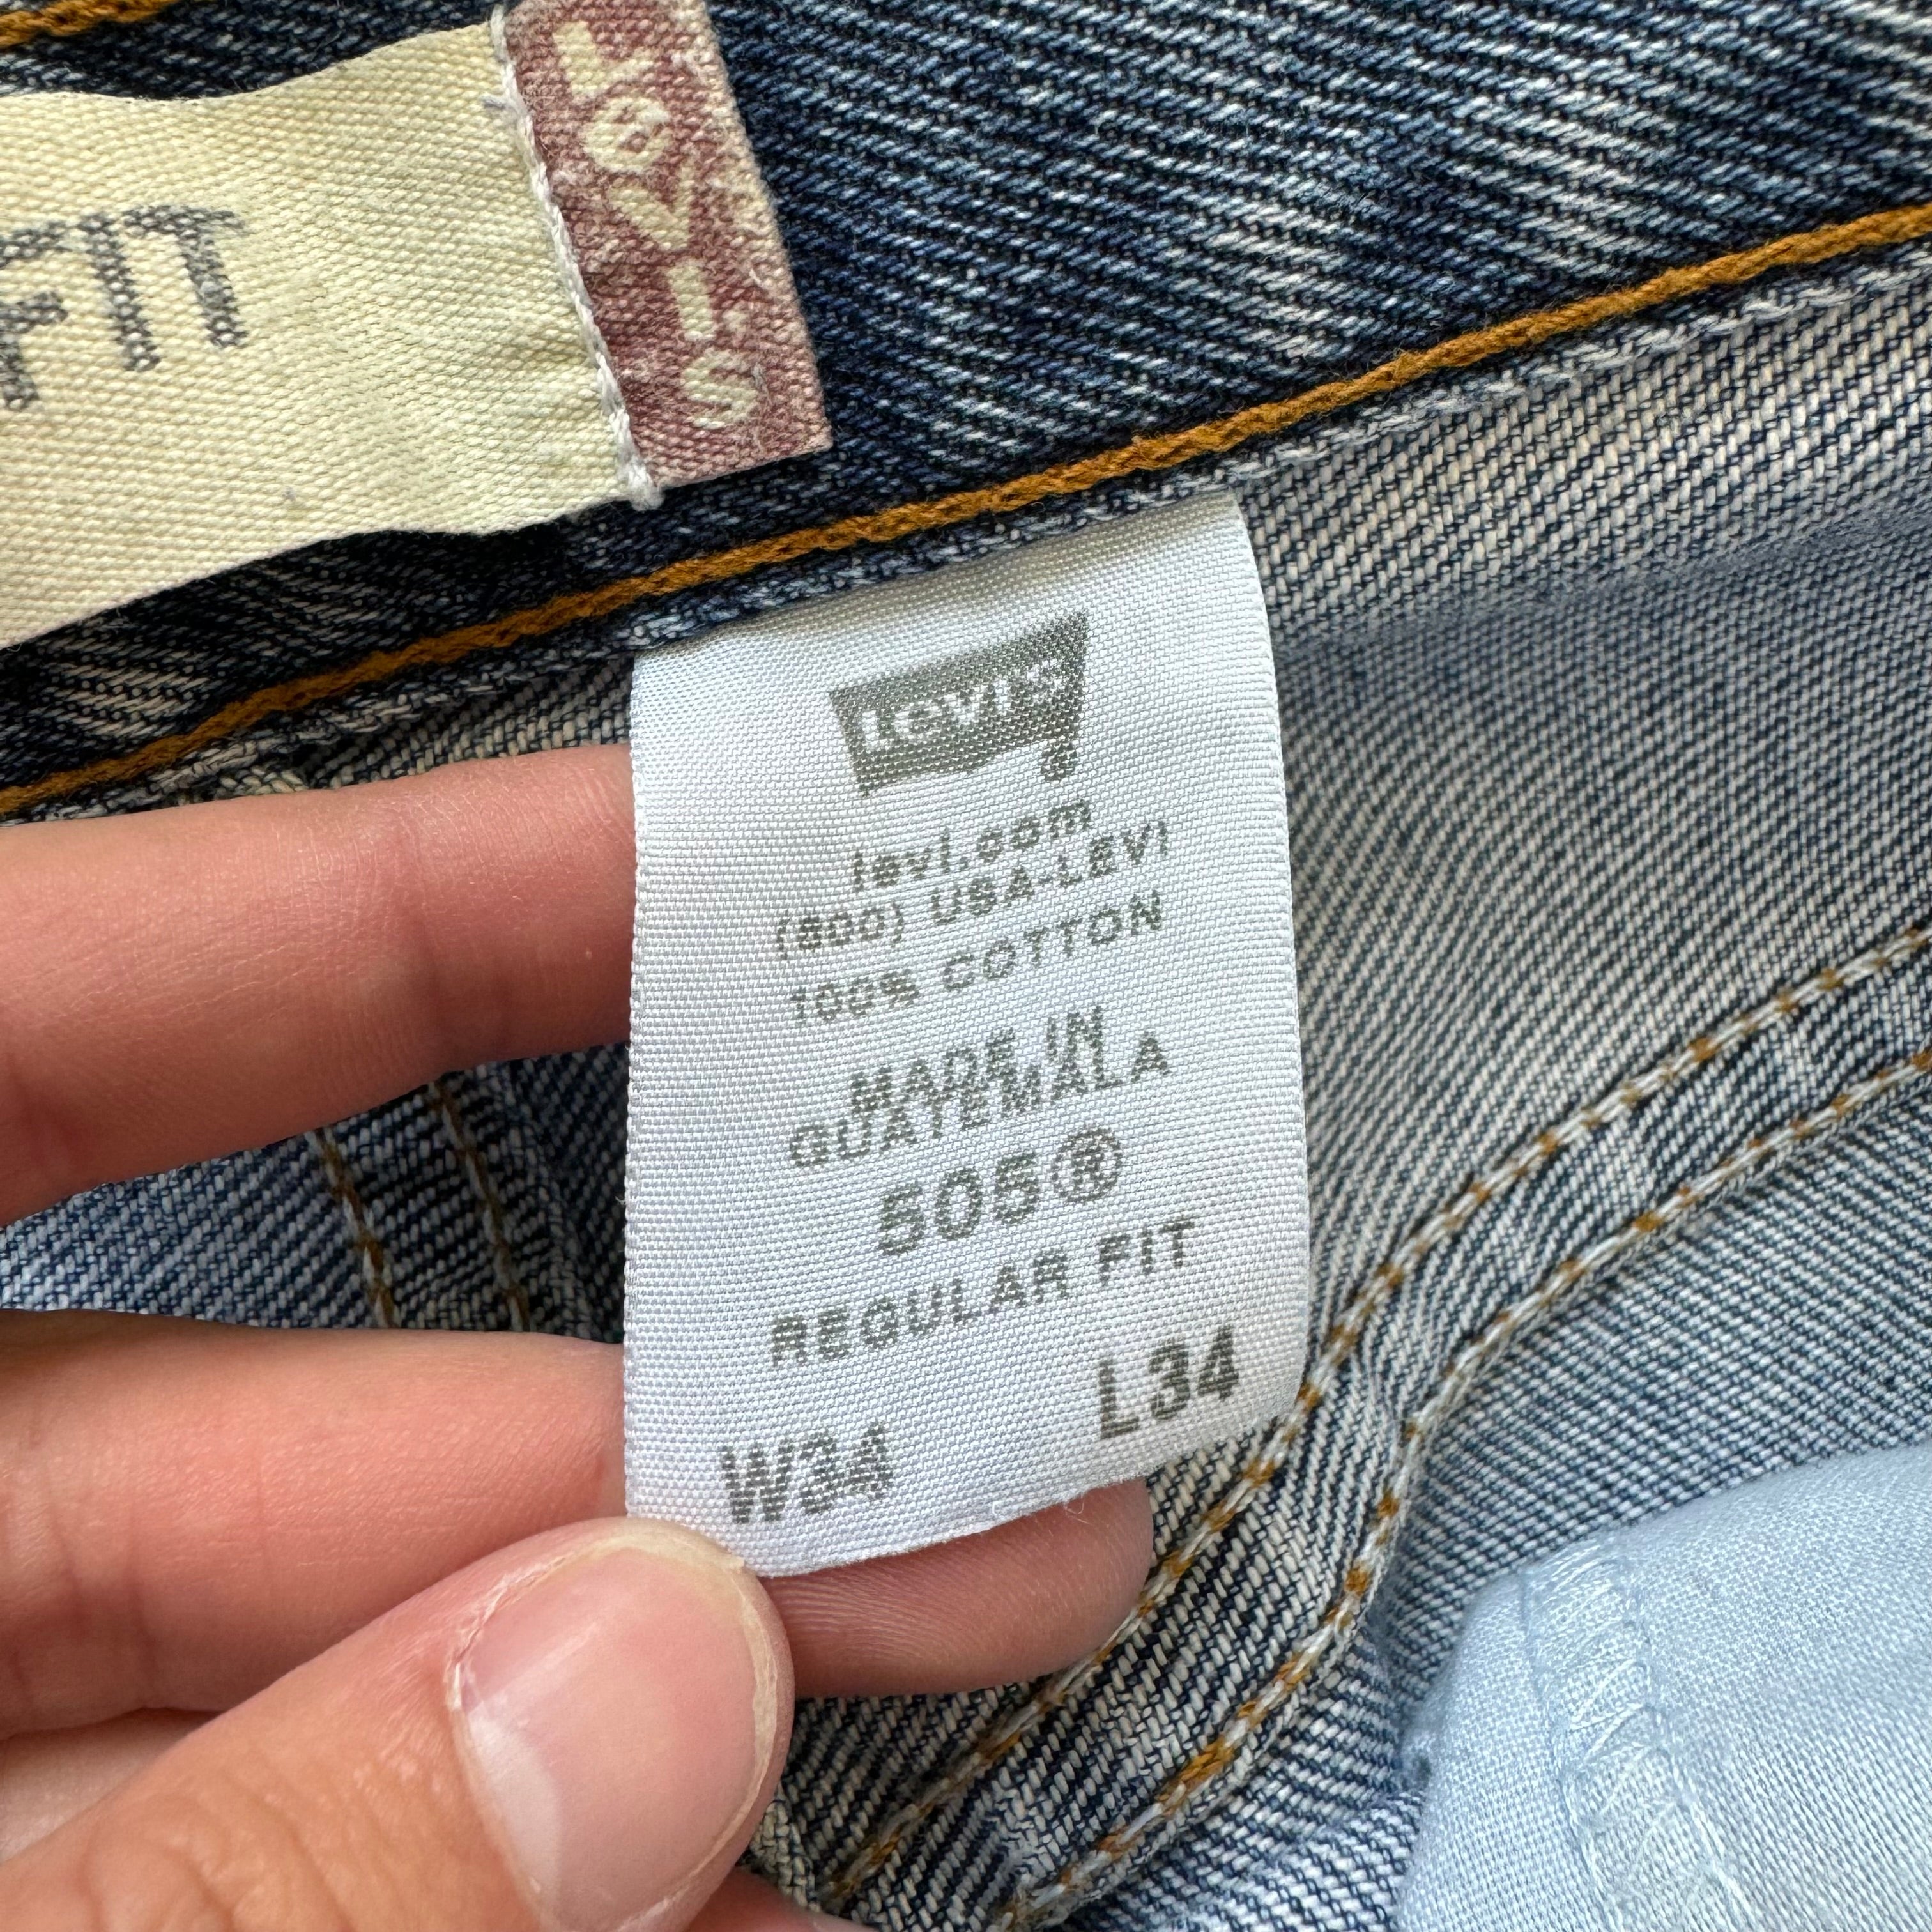 FIT
LEVI'S
Levi's
®
levi.com
(800) USA-LEVI
100% COTTON
MADE IN
GUATEMALA
505®
REGULAR FIT
W34 L34